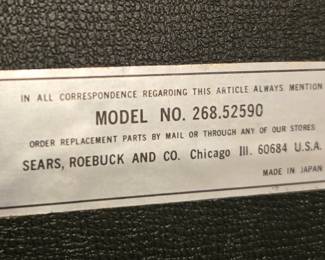 IN ALL CORRESPONDENCE REGARDING THIS ARTICLE ALWAYS MENTION
MODEL NO. 268.52590
ORDER REPLACEMENT PARTS BY MAIL OR THROUGH ANY OF OUR STORES
SEARS, ROEBUCK AND CO. Chicago Ill. 60684 U.S.A.
MADE IN JAPAN